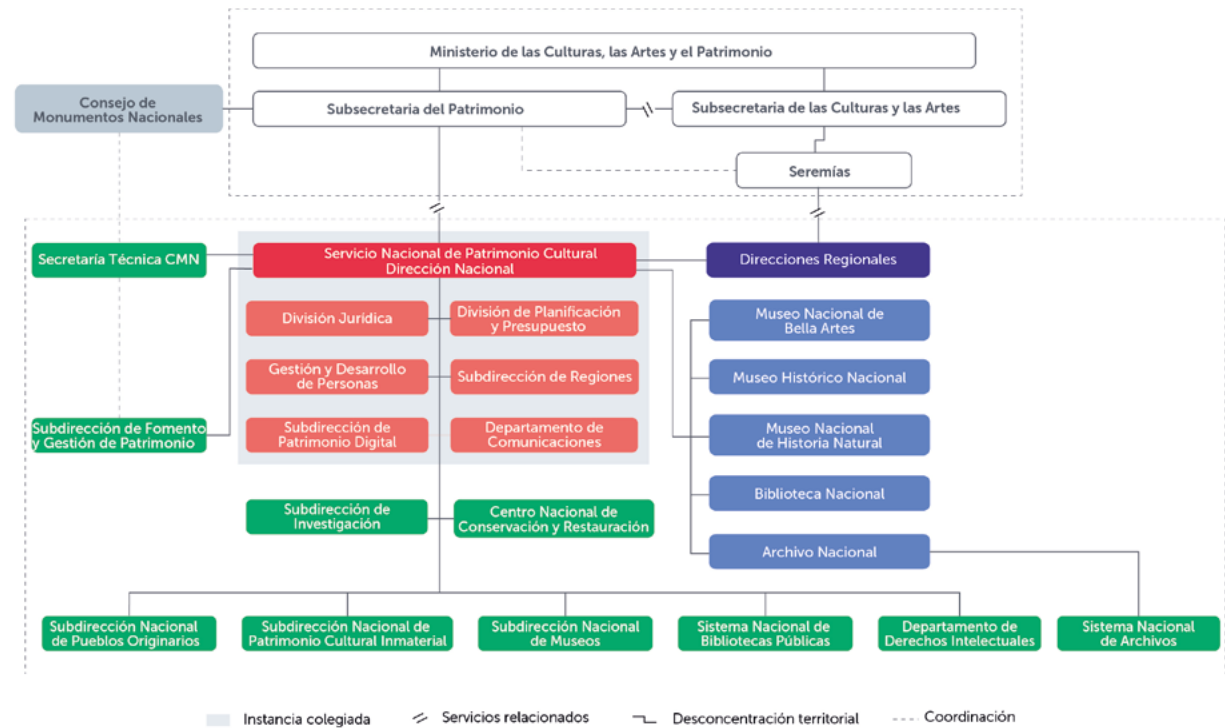 Ministerio de las Culturas, las Artes y el Patrimonio
Consejo de
Monumentos Nacionales
Subsecretaria del Patrimonio
Subsecretaria de las Culturas y las Artes
Seremías
Secretaría Técnica CMN
Servicio Nacional de Patrimonio Cultural
Dirección Nacional
Direcciones Regionales
División Jurídica
División de Planificación
y Presupuesto
Museo Nacional de
Bella Artes
Gestión y Desarrollo
de Personas
Subdirección de Regiones
Museo Histórico Nacional
Subdirección de Fomento
y Gestión de Patrimonio
Subdirección de
Patrimonio Digital
Departamento de
Comunicaciones
Museo Nacional
de Historia Natural
Biblioteca Nacional
Subdirección de
Investigación
Centro Nacional de
Conservación y Restauración
Archivo Nacional
Subdirección Nacional
de Pueblos Originarios
Subdirección Nacional de
Patrimonio Cultural Inmaterial
Subdirección Nacional
de Museos
Sistema Nacional de
Bibliotecas Públicas
Departamento de
Derechos Intelectuales
Sistema Nacional
de Archivos
Instancia colegiada
Servicios relacionados
Desconcentración territorial
Coordinación